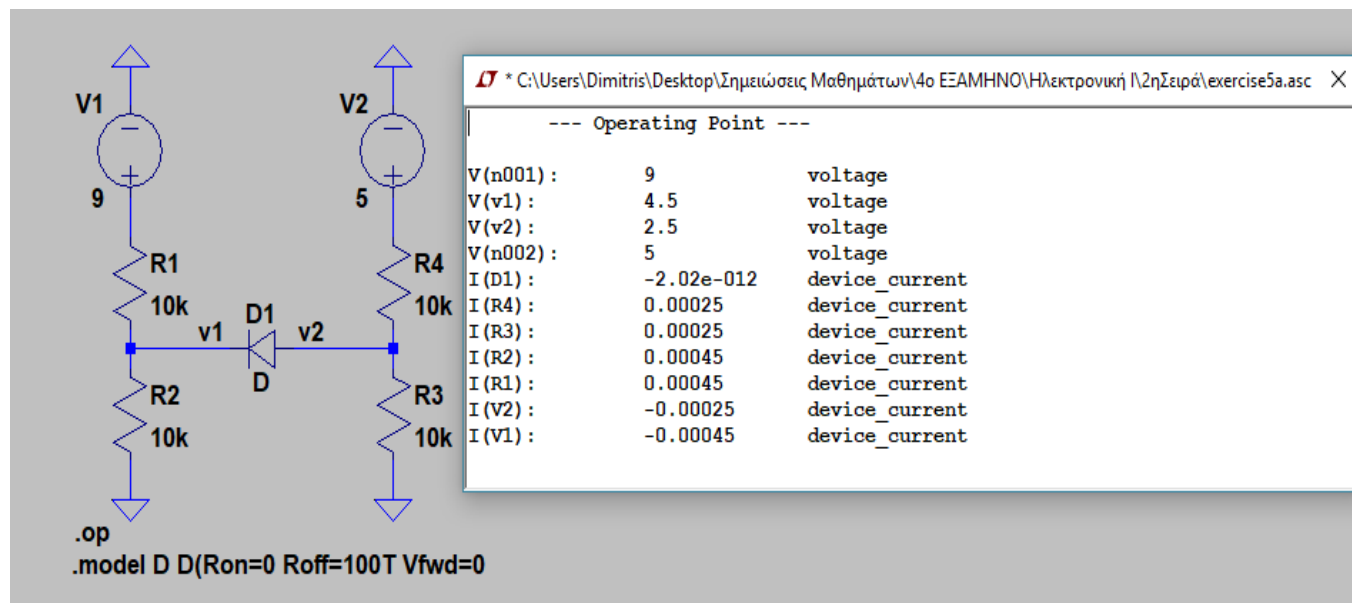 V1
9
R1
10k
R2
10k
v1
D1
v2
D
V2
5
R4
10k
R3
10k
.op
.model D D(Ron=0 Roff=100T Vfwd=0
* C:\Users\Dimitris\Desktop\Σημειώσεις Μαθημάτων\4ο ΕΞΑΜΗΝΟ\Ηλεκτρονική Ι\2ηΣειρά\exercise5a.asc
--- Operating Point ---
V(n001): 9 voltage
V(v1): 4.5 voltage
V(v2): 2.5 voltage
V(n002): 5 voltage
I(D1): -2.02e-012 device_current
I(R4): 0.00025 device_current
I(R3): 0.00025 device_current
I(R2): 0.00045 device_current
I(R1): 0.00045 device_current
I(V2): -0.00025 device_current
I(V1): -0.00045 device_current